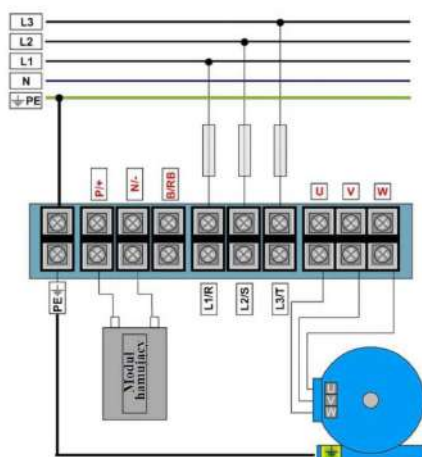 L3
L2
L1
N
PE
P/+
N/-
B/RB
U
V
W
PE
L1/R
L2/S
L3/T
Moduł
hamujący
U
V
W